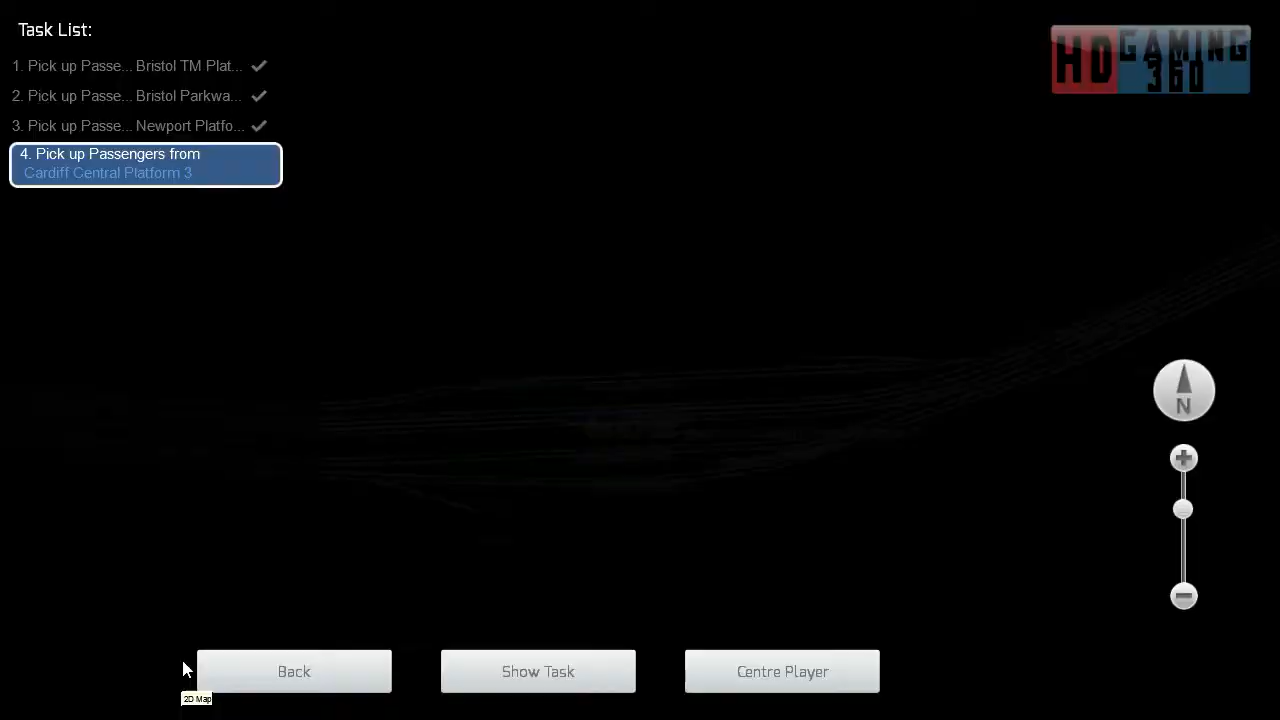 Task List:
1. Pick up Passe... Bristol TM Plat...
2. Pick up Passe... Bristol Parkwa...
3. Pick up Passe... Newport Platfo...
4. Pick up Passengers from
Cardiff Central Platform 3
HD GAMING
360
N
Back
Show Task
Centre Player
2D Map